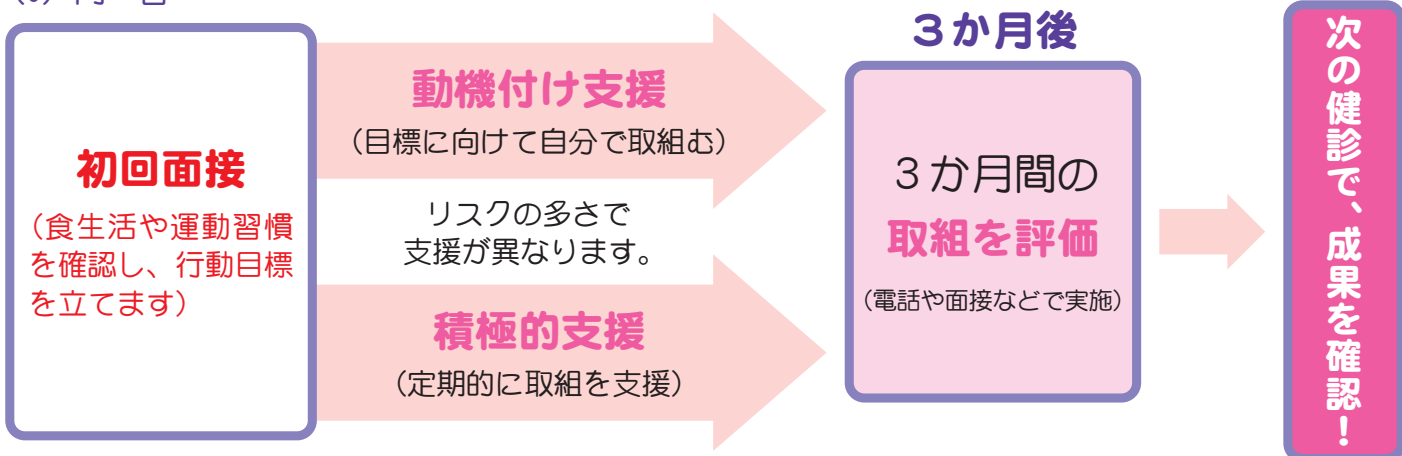 初回面接
(食生活や運動習慣
を確認し、行動目標
を立てます)
動機付け支援
(目標に向けて自分で取組む)
リスクの多さで
支援が異なります。
積極的支援
(定期的に取組を支援)
3か月後
3か月間の
取組を評価
(電話や面接などで実施)
次の健診で、成果を確認!